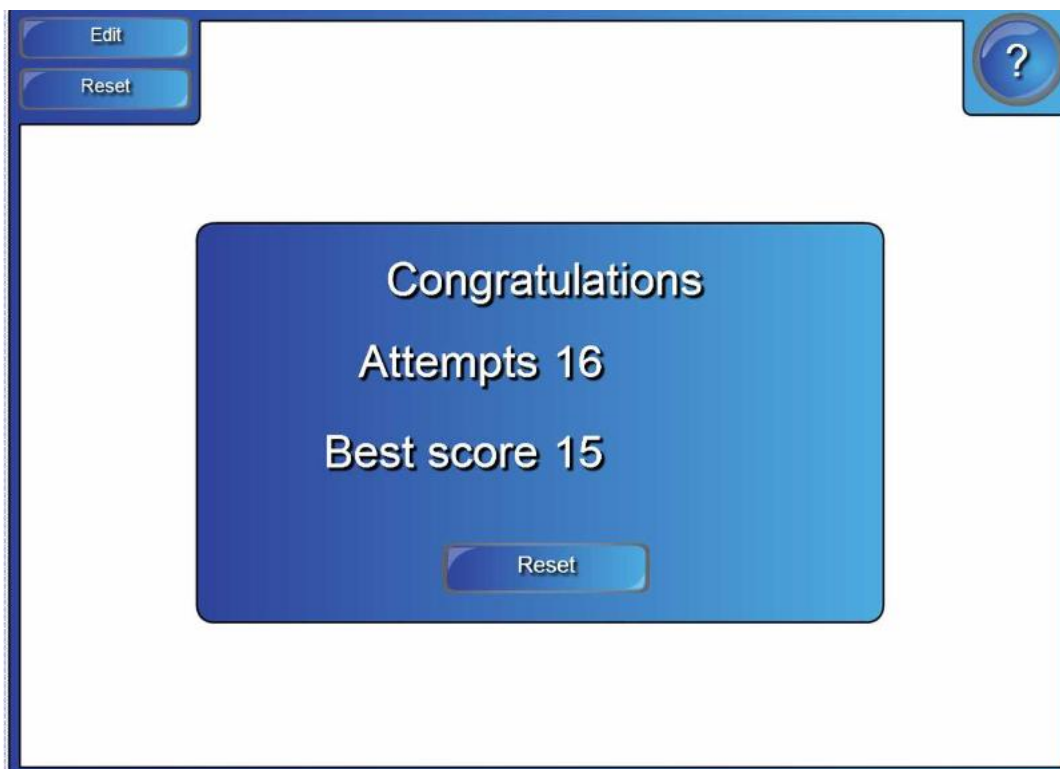 Edit
Reset
?
Congratulations
Attempts 16
Best score 15
Reset